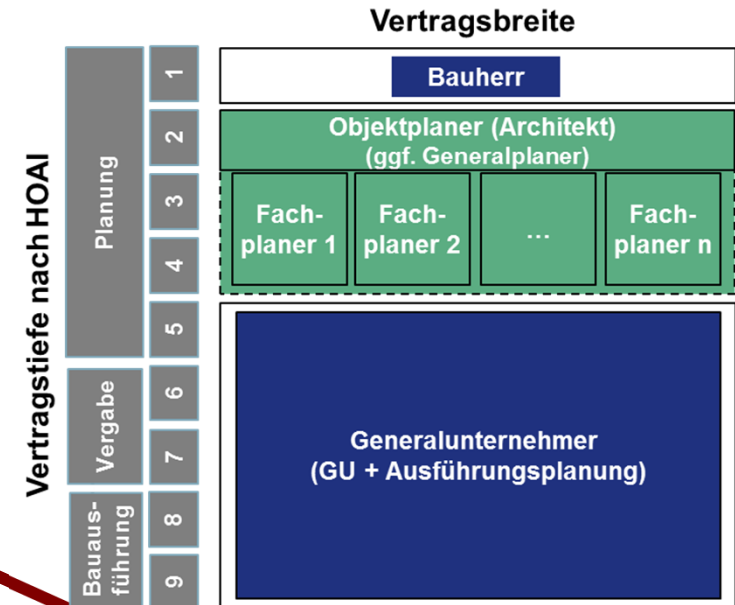 Vertragsbreite
Vertragstiefe nach HOAI
Planung
Vergabe
Bauaus-
führung
1
2
3
4
5
6
7
8
9
Bauherr
Objektplaner (Architekt)
(ggf. Generalplaner)
Fach-
planer 1
Fach-
planer 2
...
Fach-
planer n
Generalunternehmer
(GU + Ausführungsplanung)